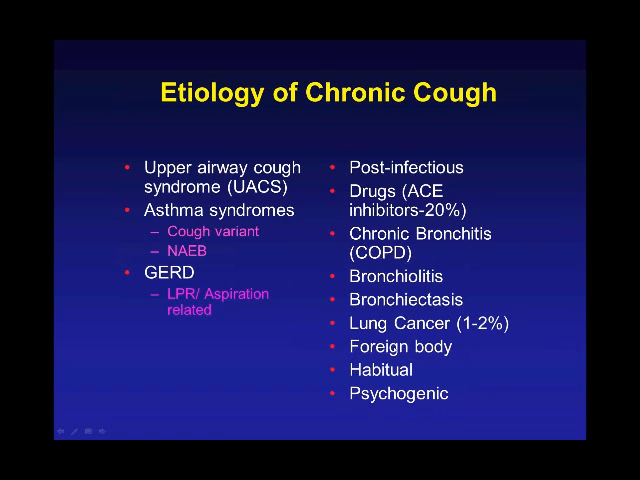 Etiology of Chronic Cough
• Upper airway cough
syndrome (UACS)
• Asthma syndromes
– Cough variant
– NAEB
• GERD
– LPR/ Aspiration
related
• Post-infectious
• Drugs (ACE
inhibitors-20%)
• Chronic Bronchitis
(COPD)
• Bronchiolitis
• Bronchiectasis
• Lung Cancer (1-2%)
• Foreign body
• Habitual
• Psychogenic